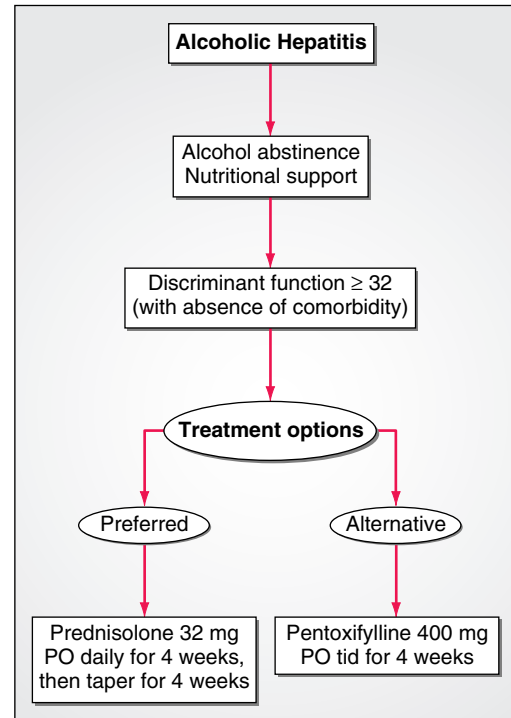 Alcoholic Hepatitis
Alcohol abstinence
Nutritional support
Discriminant function ≥ 32
(with absence of comorbidity)
Treatment options
Preferred
Alternative
Prednisolone 32 mg
PO daily for 4 weeks,
then taper for 4 weeks
Pentoxifylline 400 mg
PO tid for 4 weeks